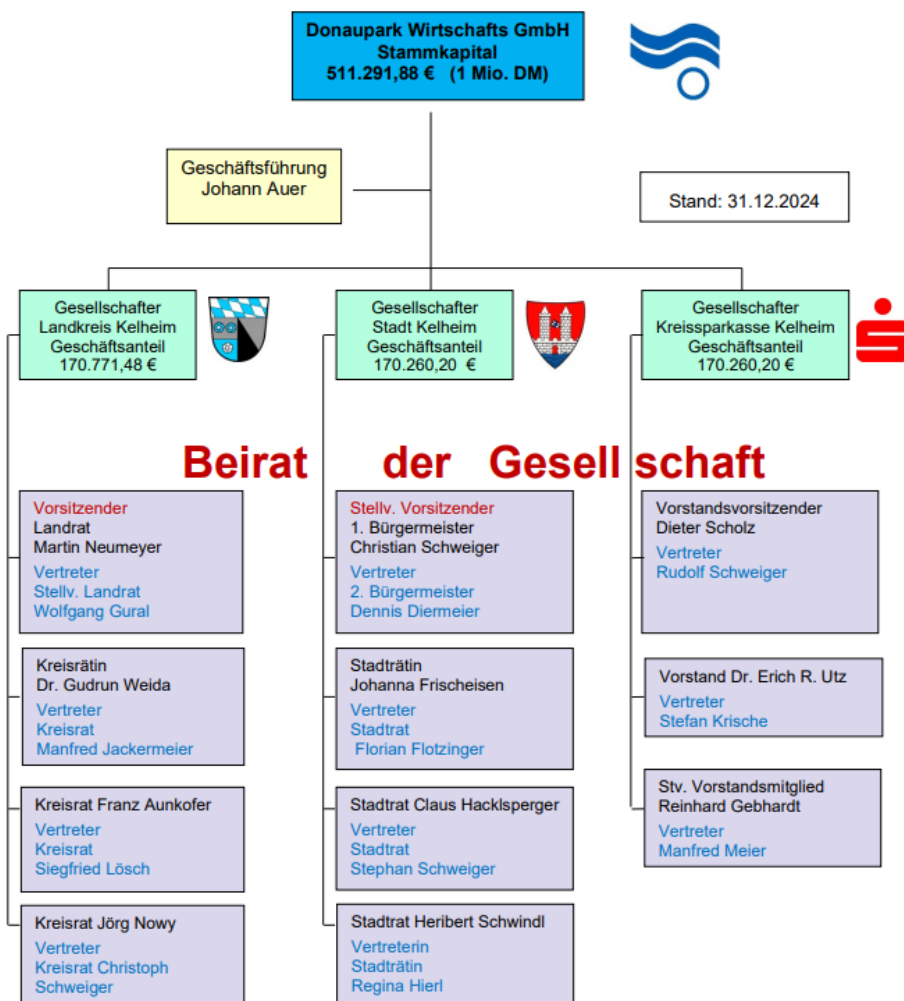 Donaupark Wirtschafts GmbH
Stammkapital
511.291,88 € (1 Mio. DM)
Geschäftsführung
Johann Auer
Stand: 31.12.2024
Gesellschafter
Landkreis Kelheim
Geschäftsanteil
170.771,48 €
Gesellschafter
Stadt Kelheim
Geschäftsanteil
170.260,20 €
Gesellschafter
Kreissparkasse Kelheim
Geschäftsanteil
170.260,20 €
Beirat der Gesellschaft
Vorsitzender
Landrat
Martin Neumeyer
Vertreter
Stellv. Landrat
Wolfgang Gural
Kreisrätin
Dr. Gudrun Weida
Vertreter
Kreisrat
Manfred Jackermeier
Kreisrat Franz Aunkofer
Vertreter
Kreisrat
Siegfried Lösch
Kreisrat Jörg Nowy
Vertreter
Kreisrat Christoph
Schweiger
Stellv. Vorsitzender
1. Bürgermeister
Christian Schweiger
Vertreter
2. Bürgermeister
Dennis Diermeier
Stadträtin
Johanna Frischeisen
Vertreter
Stadtrat
Florian Flotzinger
Stadtrat Claus Hacklsperger
Vertreter
Stadtrat
Stephan Schweiger
Stadtrat Heribert Schwindl
Vertreterin
Stadträtin
Regina Hierl
Vorstandsvorsitzender
Dieter Scholz
Vertreter
Rudolf Schweiger
Vorstand Dr. Erich R. Utz
Vertreter
Stefan Krische
Stv. Vorstandsmitglied
Reinhard Gebhardt
Vertreter
Manfred Meier